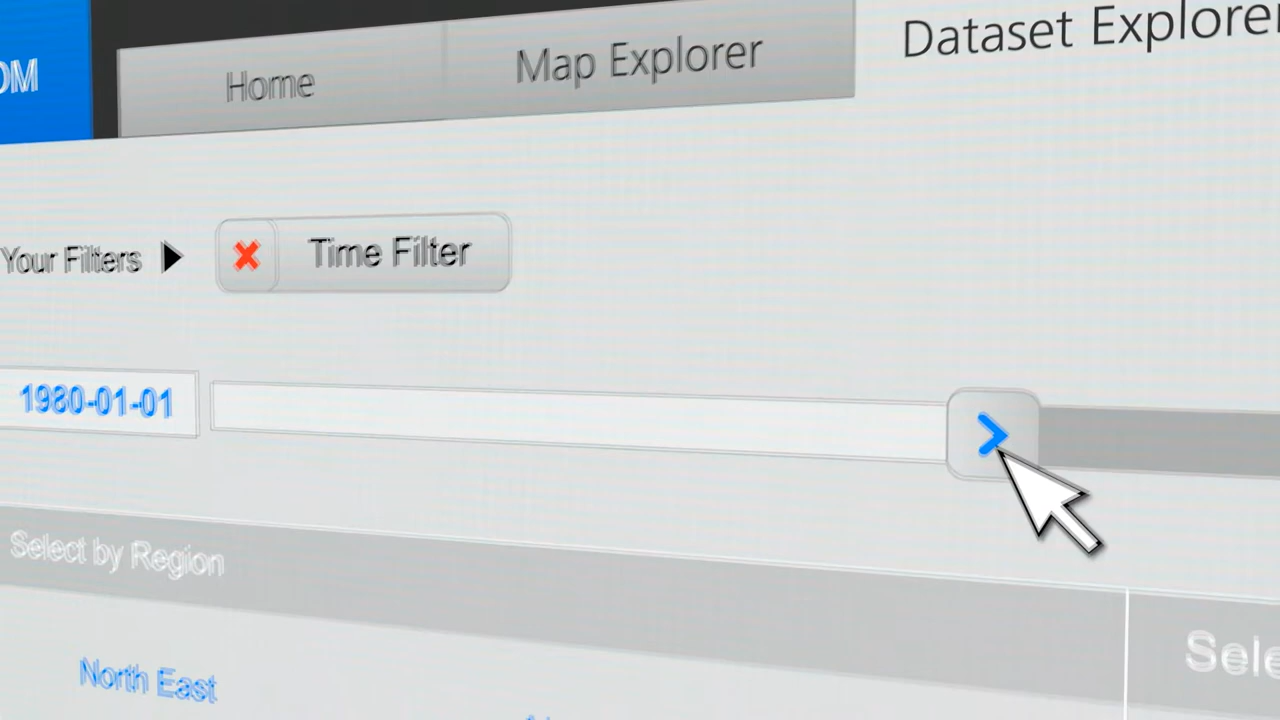 OM
Home
Map Explorer
Dataset Explorer
Your Filters
Time Filter
1980-01-01
Select by Region
North East